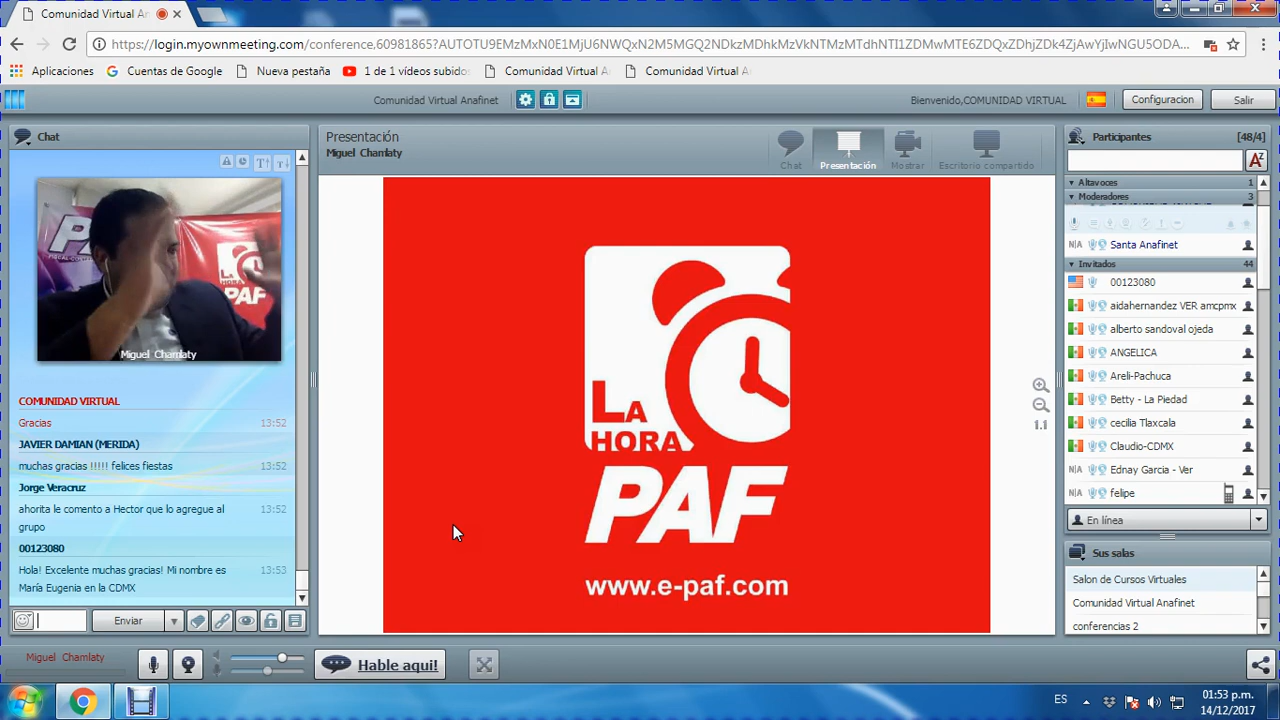 Comunidad Virtual Anafinet
https://login.myownmeeting.com/conference,60981865?AUTOTU9EMzMxN0E1MjU6NWQxN2M5MGQ2NDkzMDhkMzVkNTMzMTdhNTI1ZDMwMTE6ZDQxZDhjZDk4ZjAwYjIwNGU5ODA...
Aplicaciones
Cuentas de Google
Nueva pestaña
1 de 1 vídeos subidos
Comunidad Virtual A
Comunidad Virtual A
Comunidad Virtual Anafinet
Bienvenido,COMUNIDAD VIRTUAL
Configuracion
Salir
Chat
PAF
LA
HORA
PAF
Miguel Chamlaty
COMUNIDAD VIRTUAL
Gracias 13:52
JAVIER DAMIAN (MERIDA)
muchas gracias !!!!! felices fiestas 13:52
Jorge Veracruz
ahorita le comento a Hector que lo agregue al 13:52
grupo
00123080
Hola! Excelente muchas gracias! Mi nombre es 13:53
María Eugenia en la CDMX
Enviar
Presentación
Miguel Chamlaty
Chat
Presentación
Mostrar
Escritorio compartido
LA
HORA
PAF
www.e-paf.com
1.1
Participantes [48/4]
Altavoces 1
Moderadores 3
N/A Santa Anafinet
Invitados 44
00123080
aidahernandez VER amcpmx
alberto sandoval ojeda
ANGELICA
Areli-Pachuca
Betty - La Piedad
cecilia Tlaxcala
Claudio-CDMX
N/A Ednay Garcia - Ver
N/A felipe
En línea
Sus salas
Salon de Cursos Virtuales
Comunidad Virtual Anafinet
conferencias 2
Miguel Chamlaty
Hable aqui!
ES
01:53 p.m.
14/12/2017